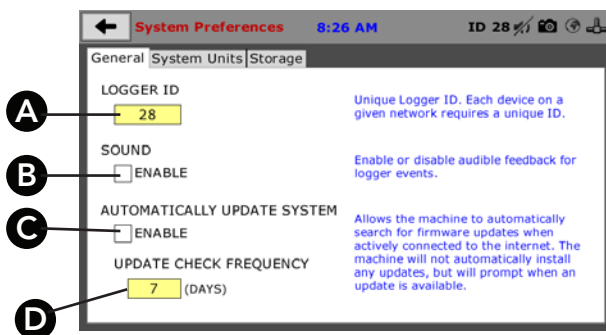 System Preferences 8:26 AM ID 28
General System Units Storage
LOGGER ID
A 28
Unique Logger ID. Each device on a
given network requires a unique ID.
SOUND
B ENABLE
Enable or disable audible feedback for
logger events.
AUTOMATICALLY UPDATE SYSTEM
C ENABLE
Allows the machine to automatically
search for firmware updates when
actively connected to the internet. The
machine will not automatically install
any updates, but will prompt when an
update is available.
UPDATE CHECK FREQUENCY
D 7 (DAYS)